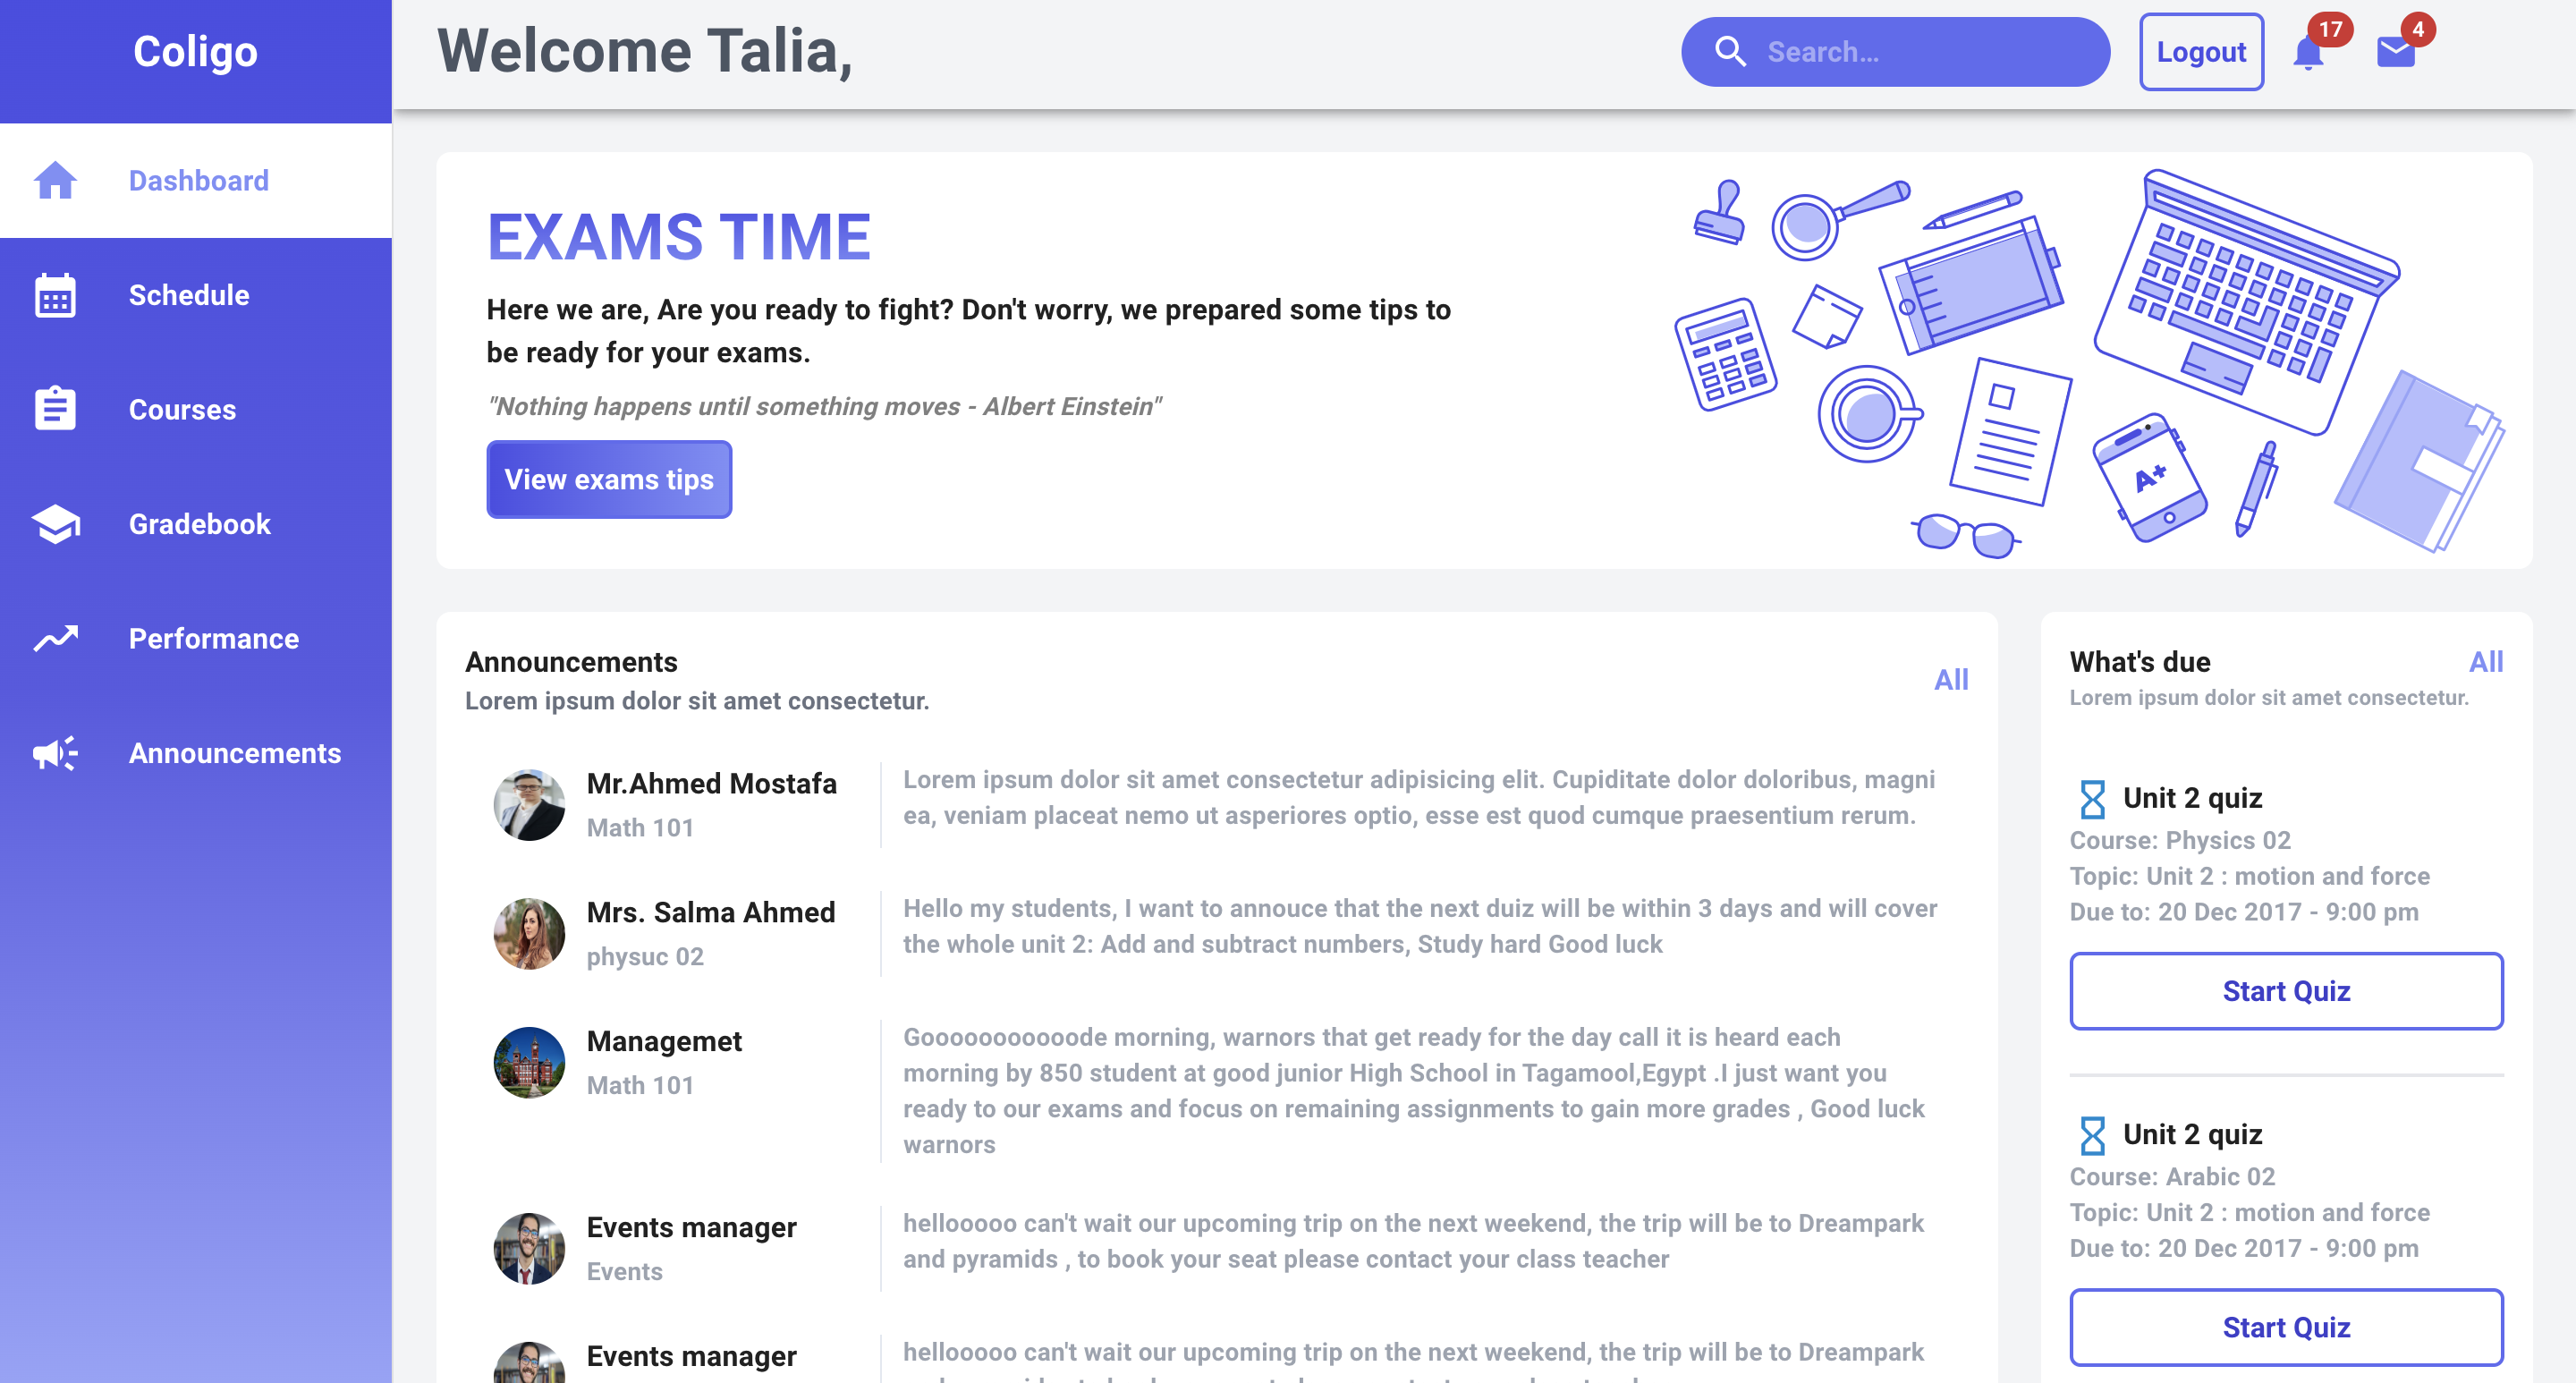 Coligo
Dashboard
Schedule
Courses
Gradebook
Performance
Announcements
Welcome Talia,
Search...
Logout
17
4
EXAMS TIME
Here we are, Are you ready to fight? Don't worry, we prepared some tips to
be ready for your exams.
"Nothing happens until something moves - Albert Einstein"
View exams tips
A+
Announcements
All
Lorem ipsum dolor sit amet consectetur.
Mr.Ahmed Mostafa
Math 101
Lorem ipsum dolor sit amet consectetur adipisicing elit. Cupiditate dolor doloribus, magni
ea, veniam placeat nemo ut asperiores optio, esse est quod cumque praesentium rerum.
Mrs. Salma Ahmed
physuc 02
Hello my students, I want to annouce that the next duiz will be within 3 days and will cover
the whole unit 2: Add and subtract numbers, Study hard Good luck
Managemet
Math 101
Gooooooooooode morning, warnors that get ready for the day call it is heard each
morning by 850 student at good junior High School in Tagamool,Egypt .I just want you
ready to our exams and focus on remaining assignments to gain more grades , Good luck
warnors
Events manager
Events
hellooooo can't wait our upcoming trip on the next weekend, the trip will be to Dreampark
and pyramids , to book your seat please contact your class teacher
Events manager
hellooooo can't wait our upcoming trip on the next weekend, the trip will be to Dreampark
What's due
All
Lorem ipsum dolor sit amet consectetur.
Unit 2 quiz
Course: Physics 02
Topic: Unit 2 : motion and force
Due to: 20 Dec 2017 - 9:00 pm
Start Quiz
Unit 2 quiz
Course: Arabic 02
Topic: Unit 2 : motion and force
Due to: 20 Dec 2017 - 9:00 pm
Start Quiz